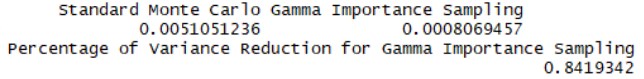 Standard Monte Carlo Gamma Importance Sampling
0.0051051236 0.0008069457
Percentage of Variance Reduction for Gamma Importance Sampling
0.8419342